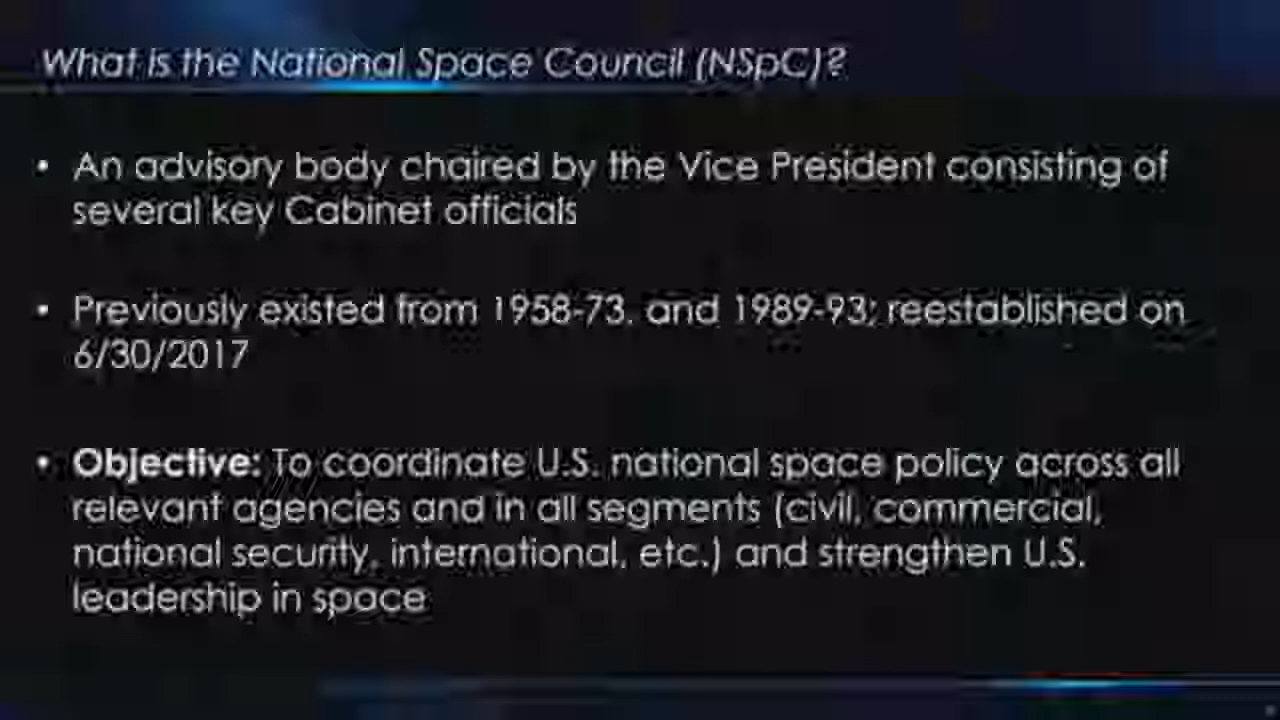 What is the National Space Council (NSpC)?
• An advisory body chaired by the Vice President consisting of
several key Cabinet officials
• Previously existed from 1958-73, and 1989-93; reestablished on
6/30/2017
• Objective: To coordinate U.S. national space policy across all
relevant agencies and in all segments (civil, commercial,
national security, international, etc.) and strengthen U.S.
leadership in space